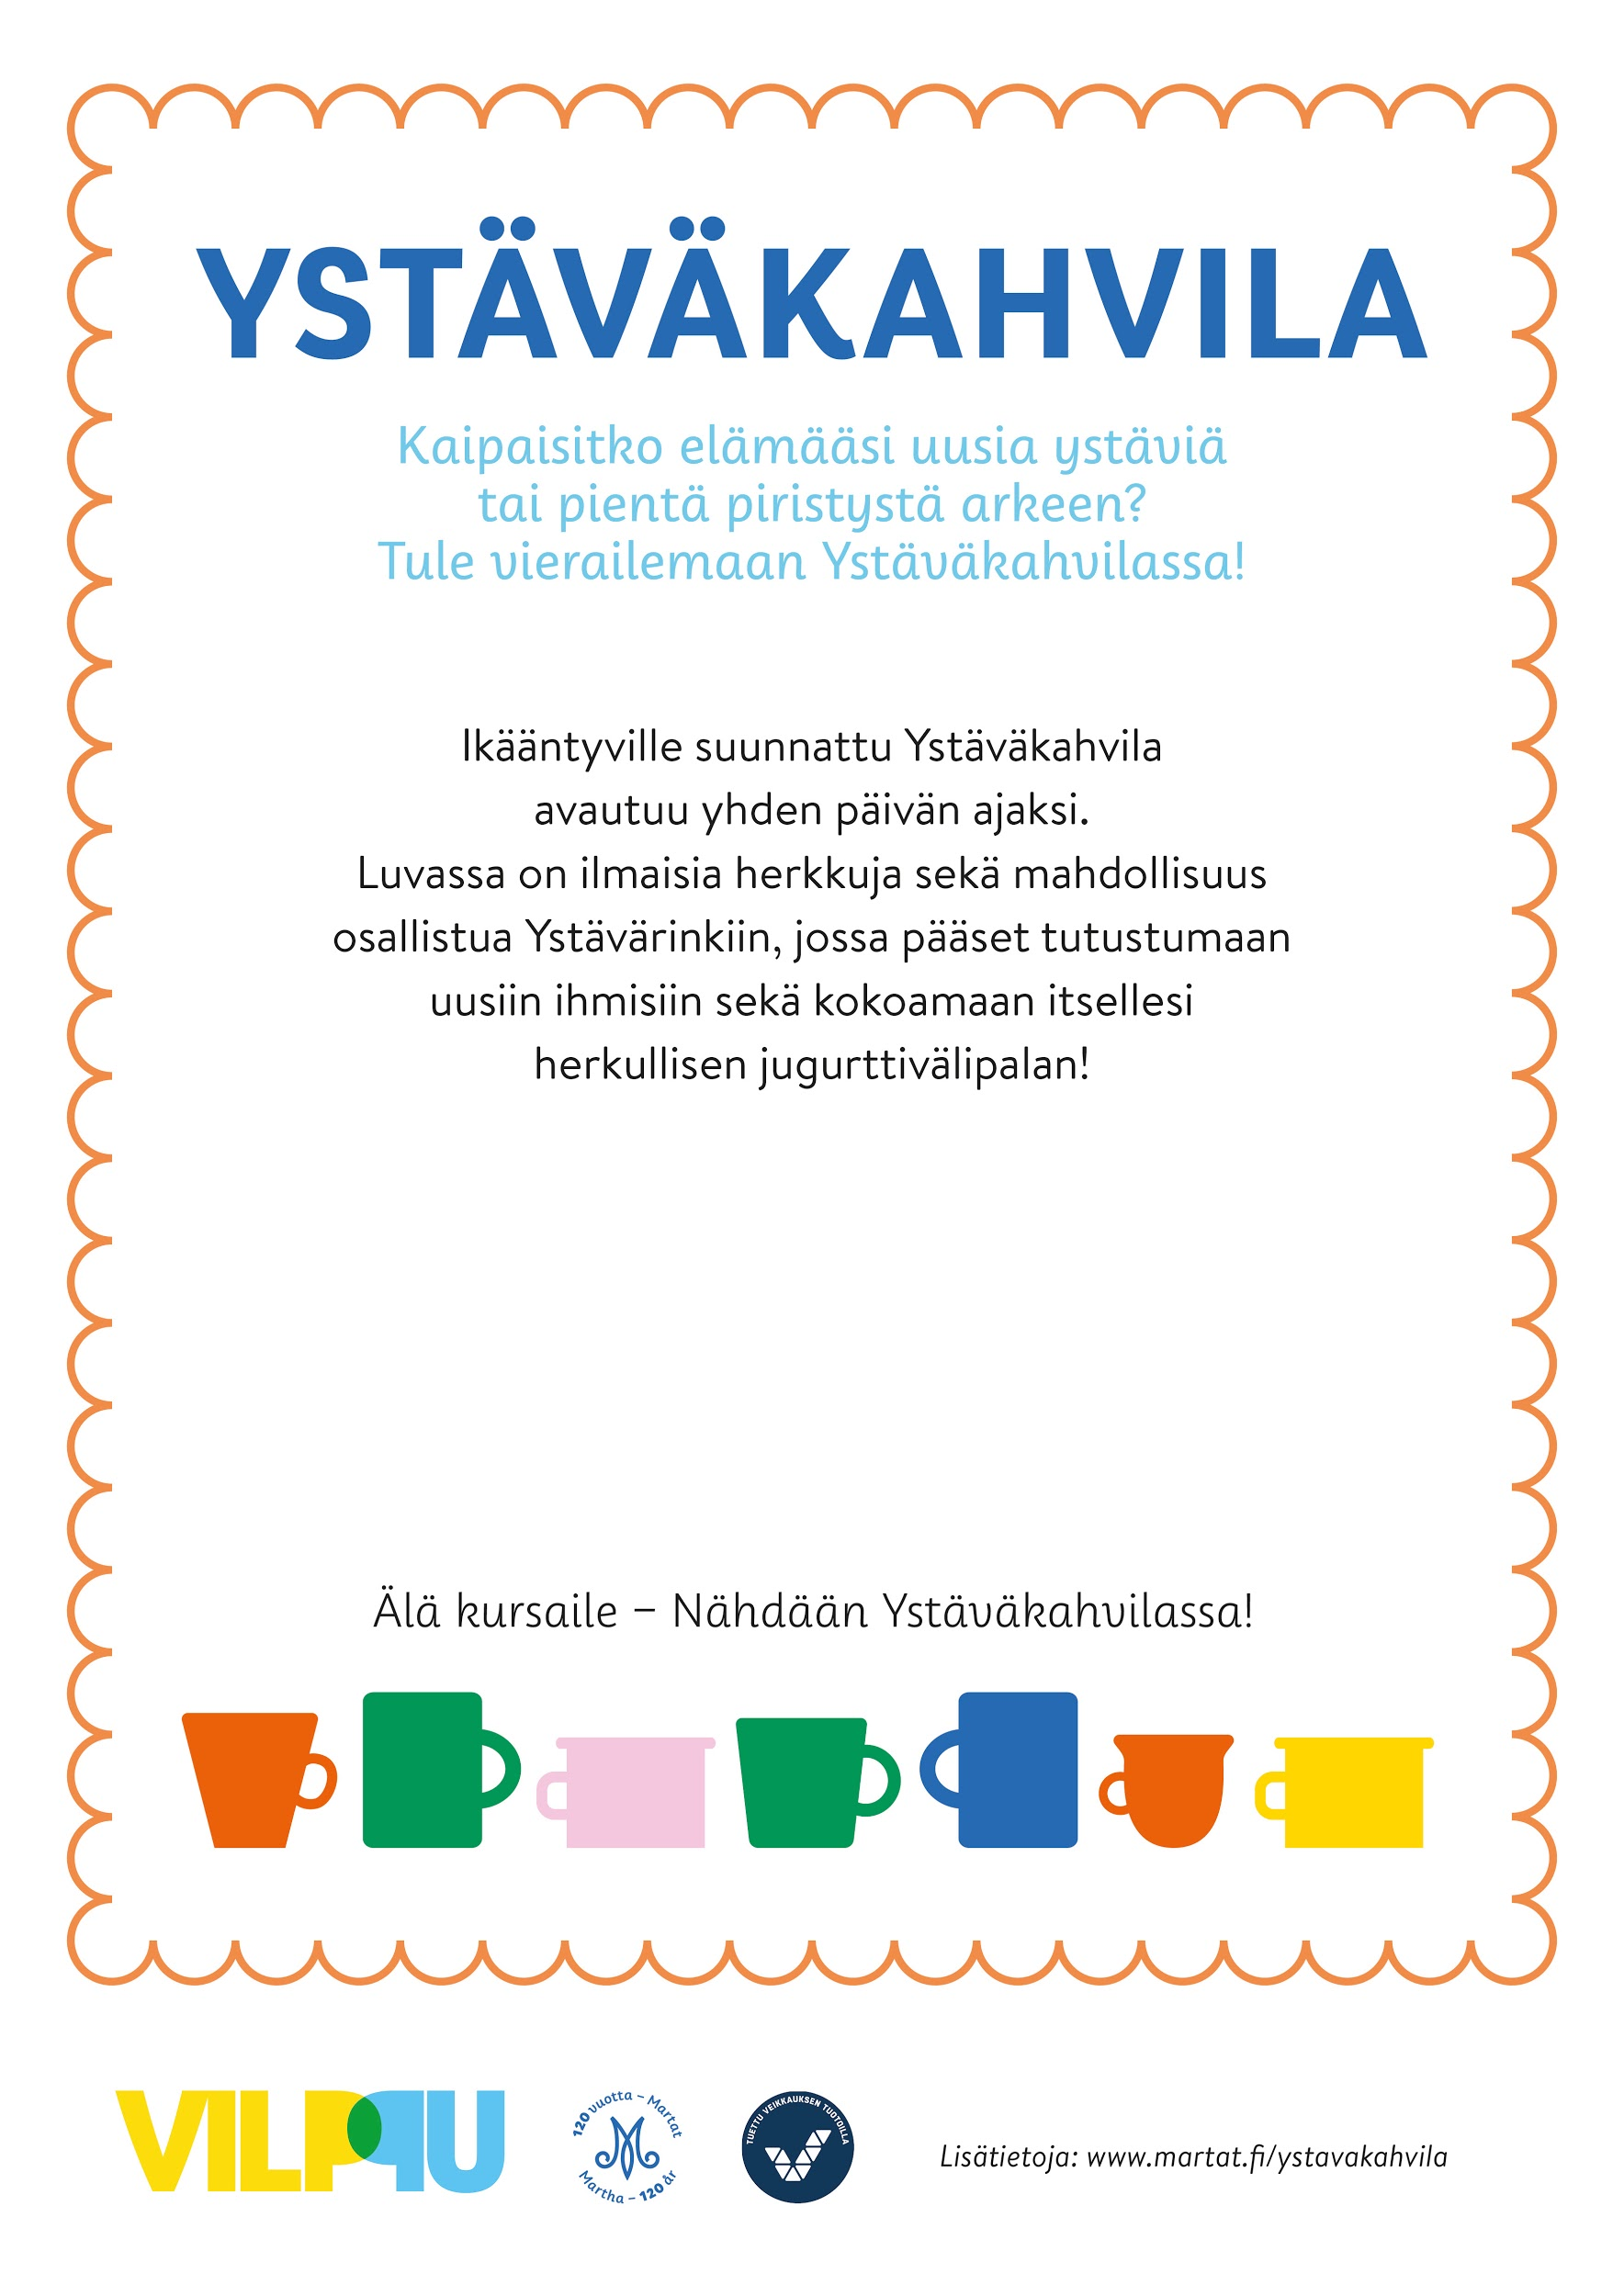 YSTÄVÄKAHVILA
Kaipaisitko elämääsi uusia ystäviä
tai pientä piristystä arkeen?
Tule vierailemaan Ystäväkahvilassa!
Ikääntyville suunnattu Ystäväkahvila
avautuu yhden päivän ajaksi.
Luvassa on ilmaisia herkkuja sekä mahdollisuus
osallistua Ystävärinkiin, jossa pääset tutustumaan
uusiin ihmisiin sekä kokoamaan itsellesi
herkullisen jugurttivälipalan!
Älä kursaile – Nähdään Ystäväkahvilassa!
VILPPU
120 vuotta – Martat
Martha – 120 år
TUETTU VEIKKAUKSEN TUOTOILLA
Lisätietoja: www.martat.fi/ystavakahvila